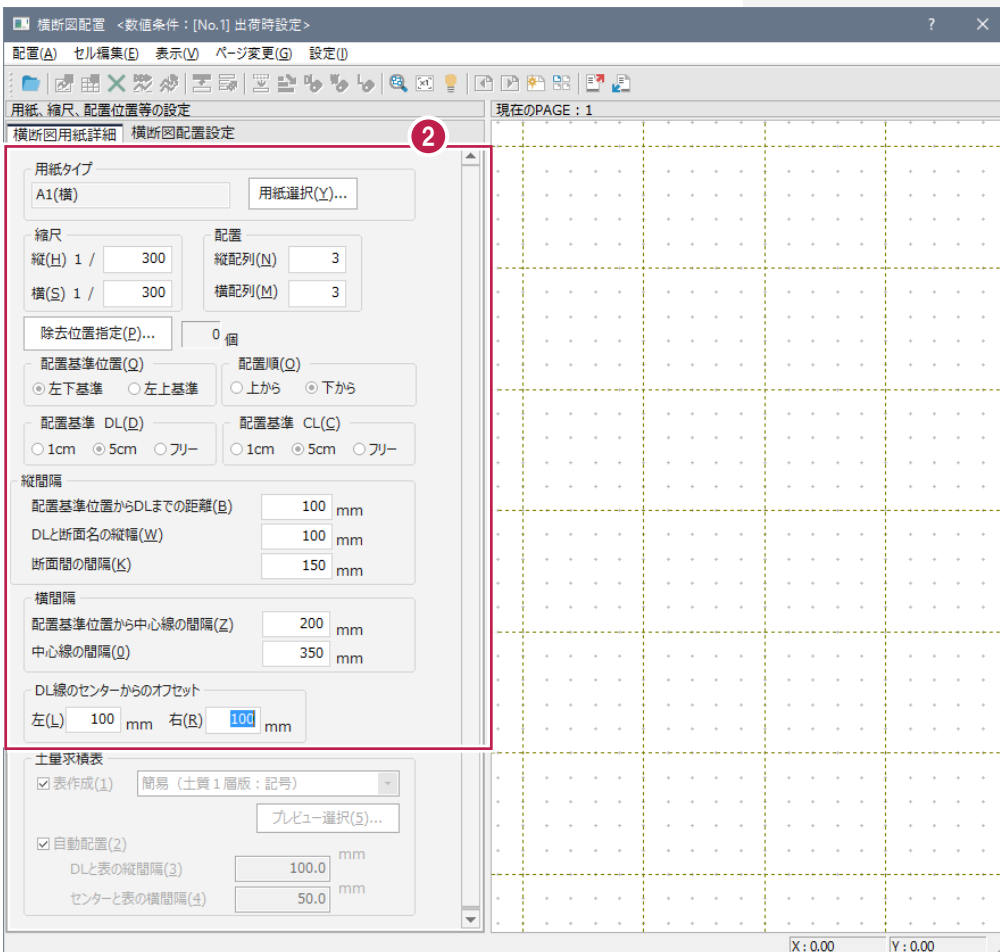 横断図配置 <数値条件：[No.1] 出荷時設定> ? ×
配置(A) セル編集(E) 表示(V) ページ変更(G) 設定(I)
用紙、縮尺、配置位置等の設定
現在のPAGE : 1
横断図用紙詳細 横断図配置設定
2
用紙タイプ
A1(横) 用紙選択(Y)...
縮尺 配置
縦(H) 1 / 300 縦配列(N) 3
横(S) 1 / 300 横配列(M) 3
除去位置指定(P)... 0 個
配置基準位置(Q) 配置順(O)
左下基準 左上基準 上から 下から
配置基準 DL(D) 配置基準 CL(C)
1cm 5cm フリー 1cm 5cm フリー
縦間隔
配置基準位置からDLまでの距離(B) 100 mm
DLと断面名の縦幅(W) 100 mm
断面間の間隔(K) 150 mm
横間隔
配置基準位置から中心線の間隔(Z) 200 mm
中心線の間隔(0) 350 mm
DL線のセンターからのオフセット
左(L) 100 mm 右(R) 100 mm
土量求積表
表作成(1) 簡易（土質１層版：記号）
プレビュー選択(5)...
自動配置(2)
DLと表の縦間隔(3) 100.0 mm
センターと表の横間隔(4) 50.0 mm
X : 0.00 Y : 0.00